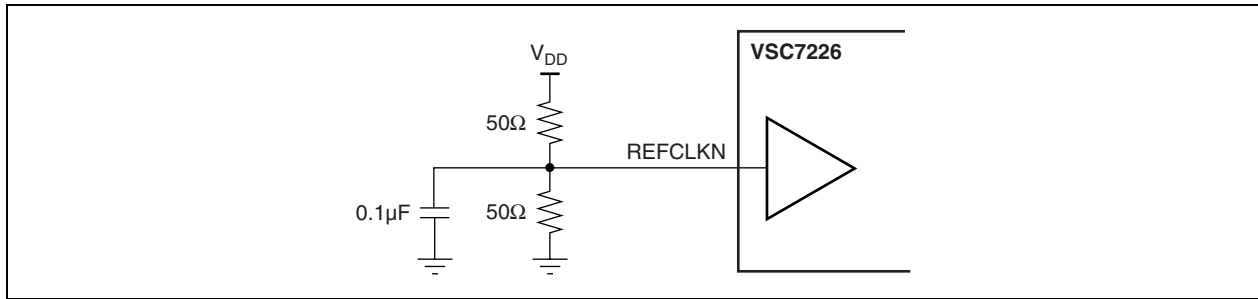 VSC7226
VDD
50Ω
REFCLKN
0.1µF
50Ω